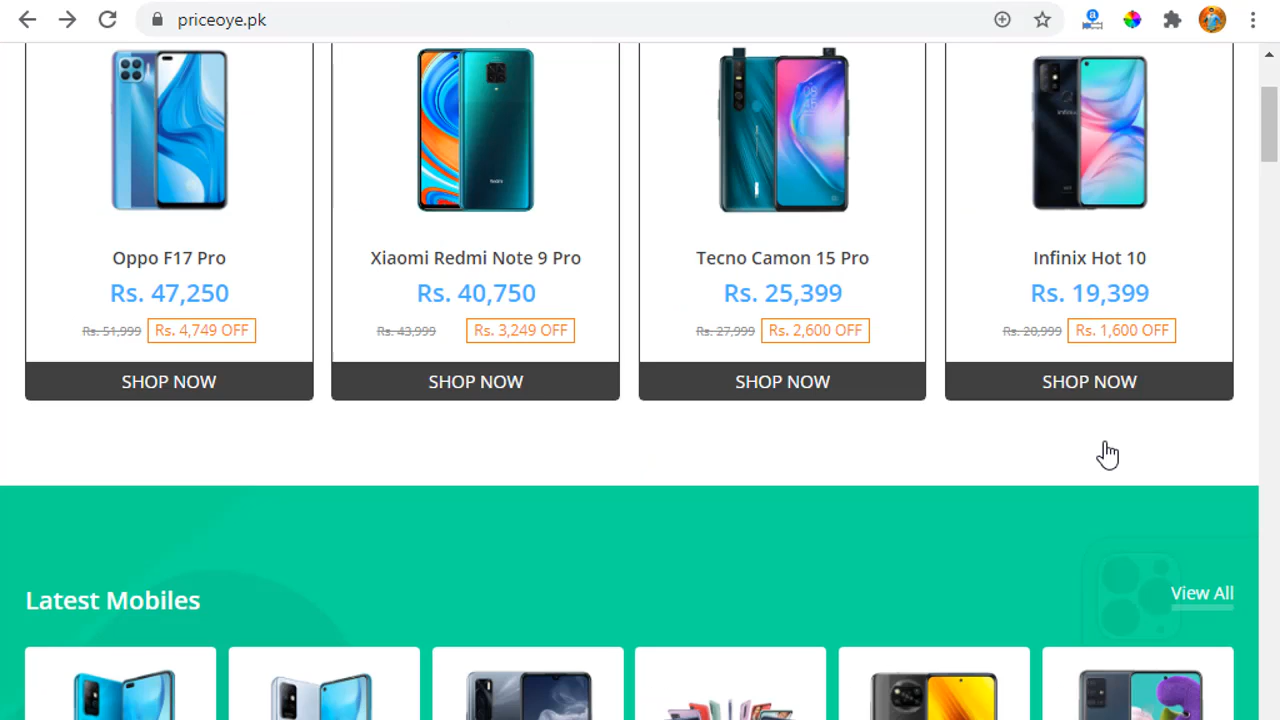 priceoye.pk
Oppo F17 Pro
Rs. 47,250
Rs. 51,999 Rs. 4,749 OFF
SHOP NOW
Xiaomi Redmi Note 9 Pro
Rs. 40,750
Rs. 43,999 Rs. 3,249 OFF
SHOP NOW
Tecno Camon 15 Pro
Rs. 25,399
Rs. 27,999 Rs. 2,600 OFF
SHOP NOW
Infinix Hot 10
Rs. 19,399
Rs. 20,999 Rs. 1,600 OFF
SHOP NOW
Latest Mobiles
View All